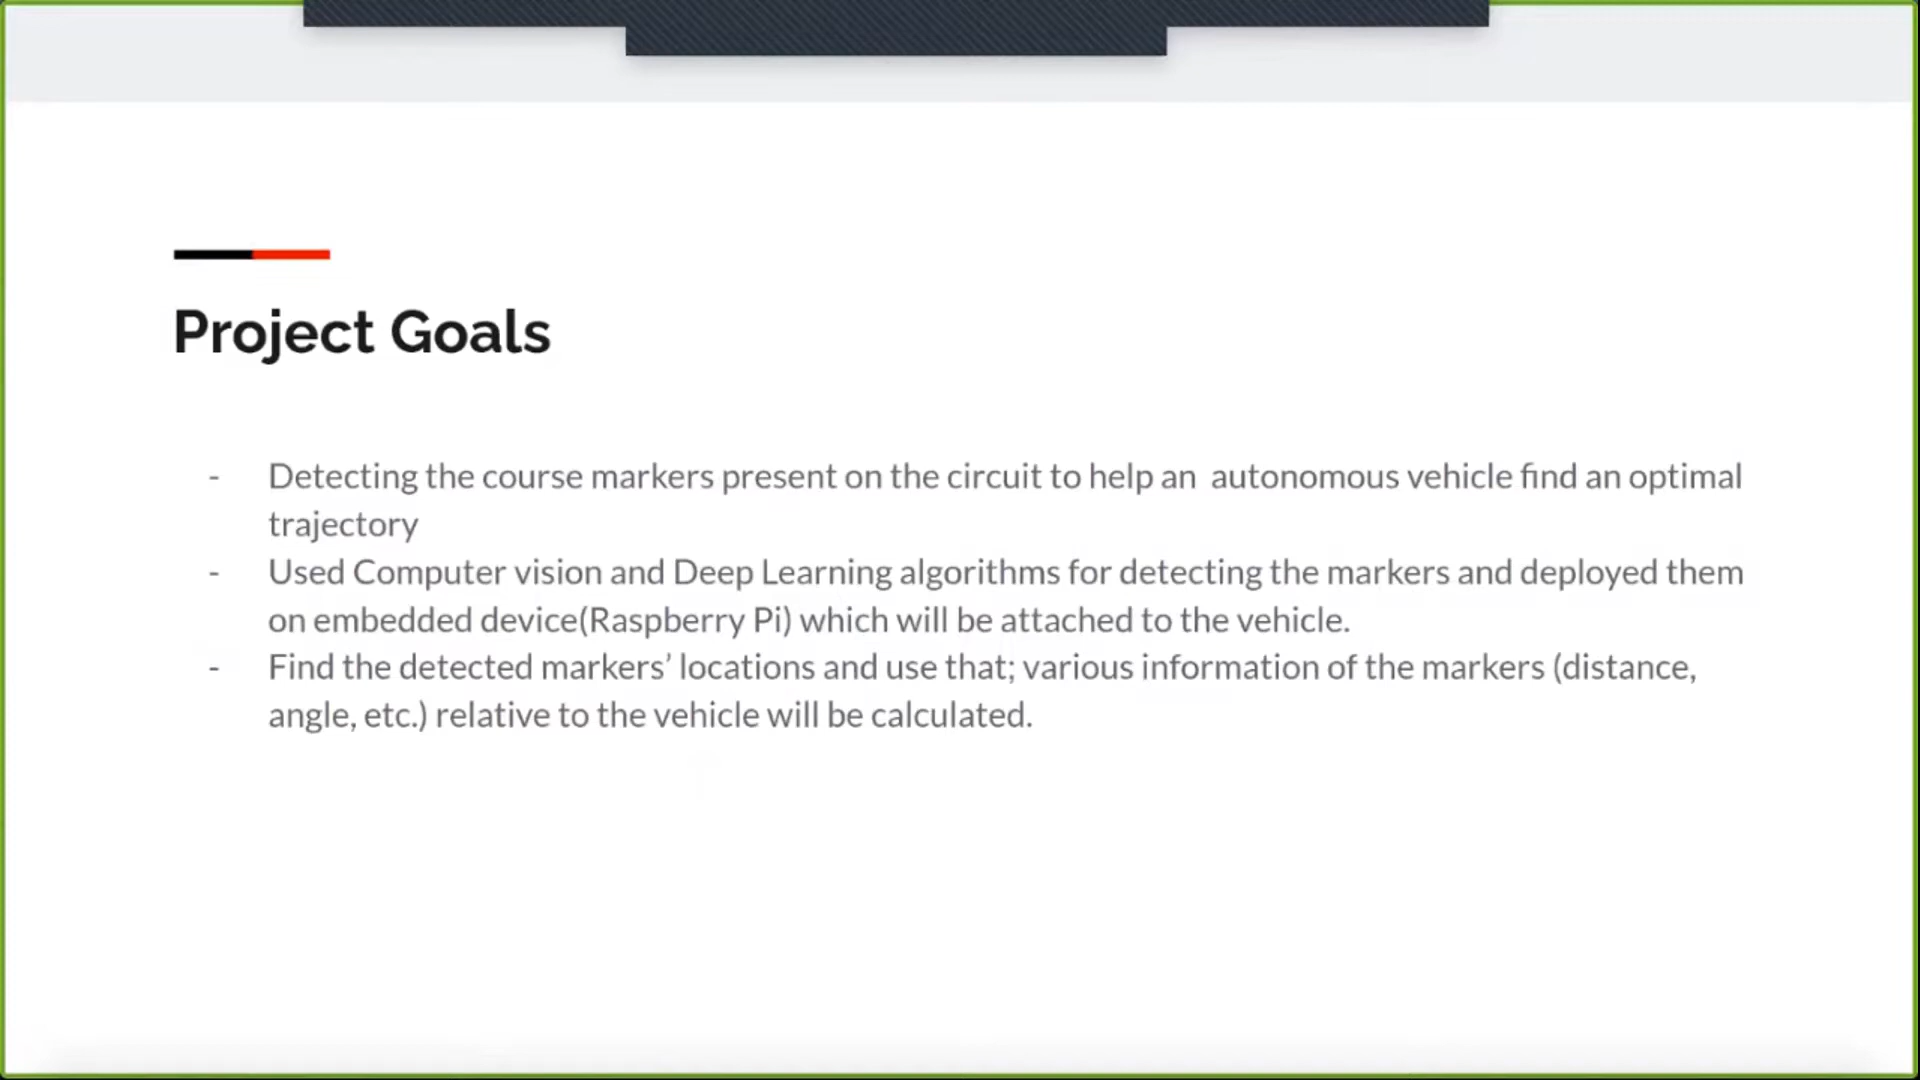 Project Goals
- Detecting the course markers present on the circuit to help an  autonomous vehicle find an optimal
trajectory
- Used Computer vision and Deep Learning algorithms for detecting the markers and deployed them
on embedded device(Raspberry Pi) which will be attached to the vehicle.
- Find the detected markers’ locations and use that; various information of the markers (distance,
angle, etc.) relative to the vehicle will be calculated.